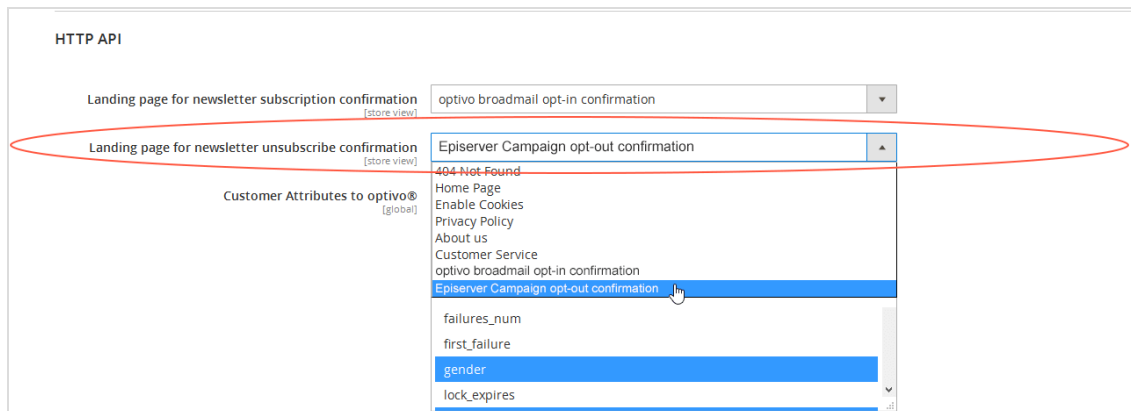 HTTP API
Landing page for newsletter subscription confirmation optivo broadmail opt-in confirmation
[store view]
Landing page for newsletter unsubscribe confirmation Episerver Campaign opt-out confirmation
[store view]
404 Not Found
Home Page
Customer Attributes to optivo®
[global]
Enable Cookies
Privacy Policy
About us
Customer Service
optivo broadmail opt-in confirmation
Episerver Campaign opt-out confirmation
failures_num
first_failure
gender
lock_expires